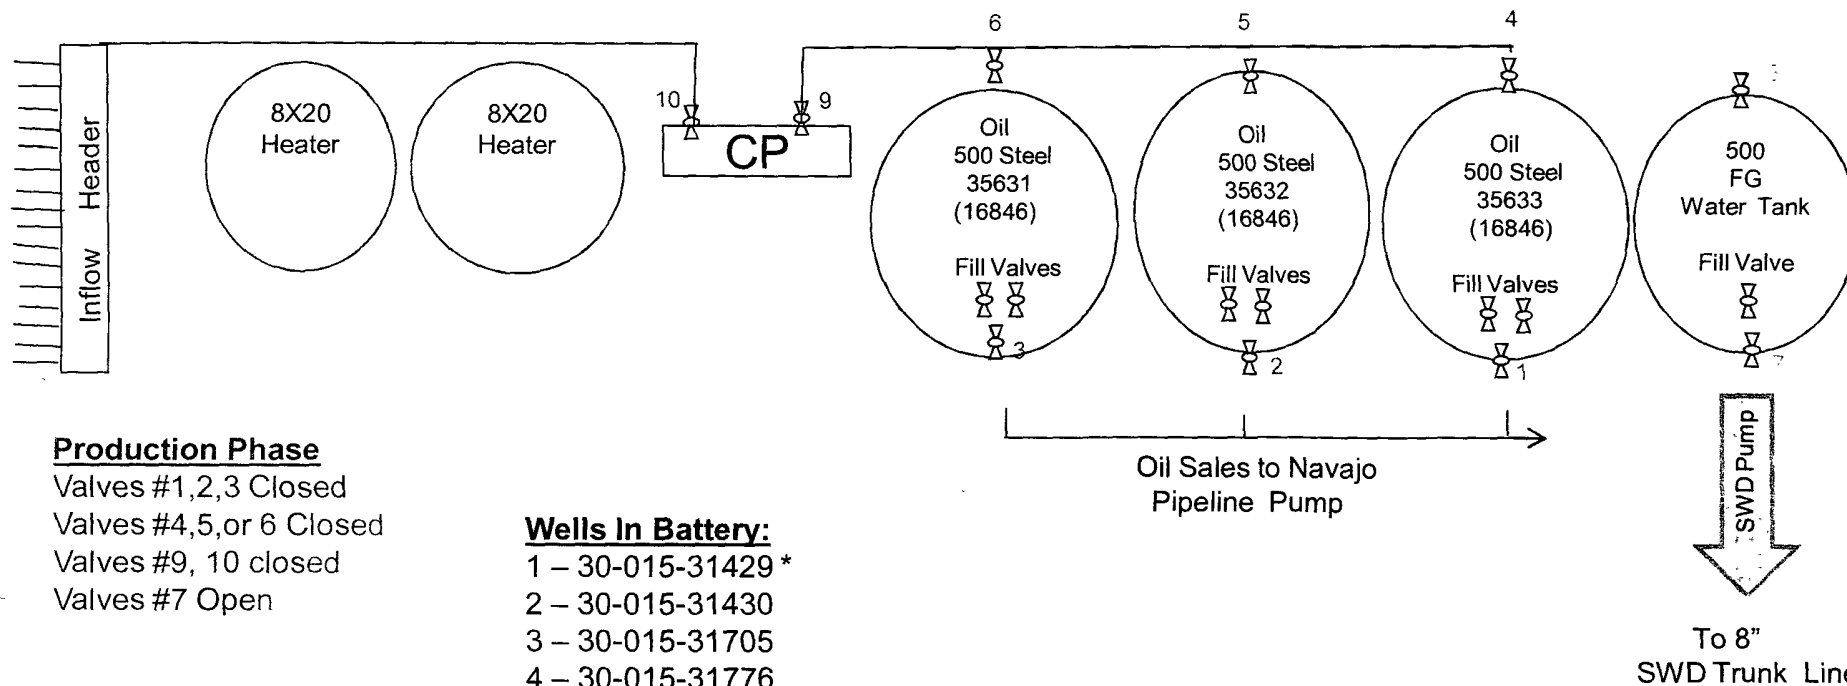 6
5
4
10
9
8X20
Heater
8X20
Heater
CP
Inflow Header
Oil
500 Steel
35631
(16846)
Fill Valves
3
Oil
500 Steel
35632
(16846)
Fill Valves
2
Oil
500 Steel
35633
(16846)
Fill Valves
1
500
FG
Water Tank
Fill Valve
7
Oil Sales to Navajo
Pipeline Pump
SWD Pump
To 8”
SWD Trunk Line
Production Phase
Valves #1,2,3 Closed
Valves #4,5,or 6 Closed
Valves #9, 10 closed
Valves #7 Open
Wells In Battery:
1 – 30-015-31429 *
2 – 30-015-31430
3 – 30-015-31705
4 – 30-015-31776